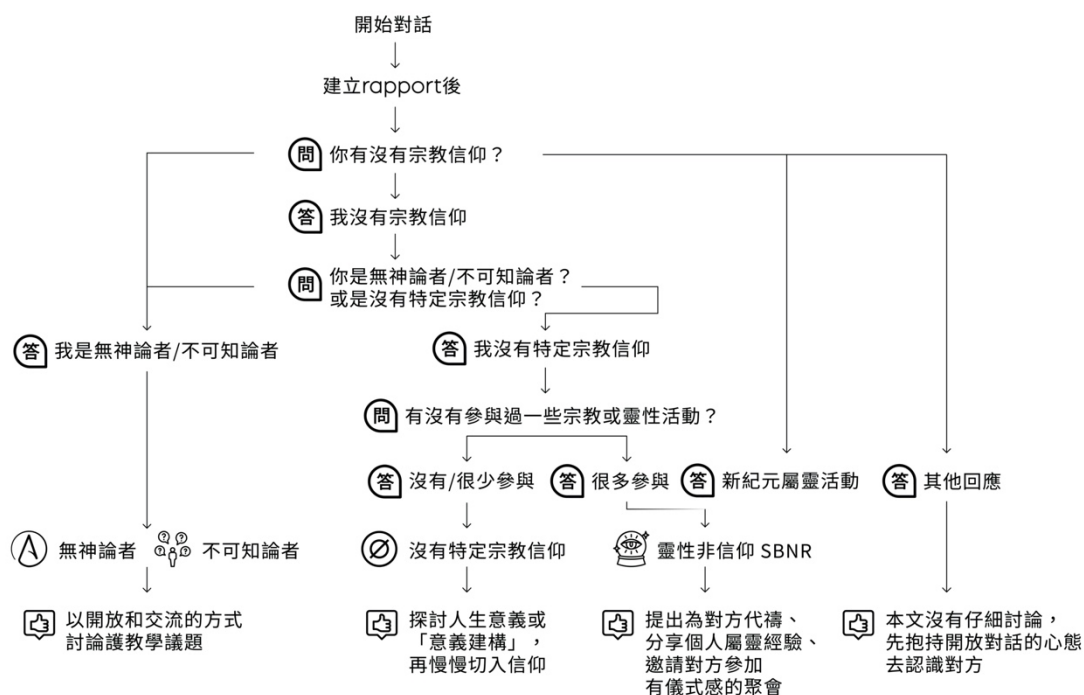 開始對話
建立rapport後
問 你有沒有宗教信仰？
答 我沒有宗教信仰
問 你是無神論者/不可知論者？
或是沒有特定宗教信仰？
答 我是無神論者/不可知論者
答 我沒有特定宗教信仰
問 有沒有參與過一些宗教或靈性活動？
答 沒有/很少參與
答 很多參與
答 新紀元屬靈活動
答 其他回應
無神論者
不可知論者
沒有特定宗教信仰
靈性非信仰 SBNR
以開放和交流的方式
討論護教學議題
探討人生意義或
「意義建構」，
再慢慢切入信仰
提出為對方代禱、
分享個人屬靈經驗、
邀請對方參加
有儀式感的聚會
本文沒有仔細討論，
先抱持開放對話的心態
去認識對方